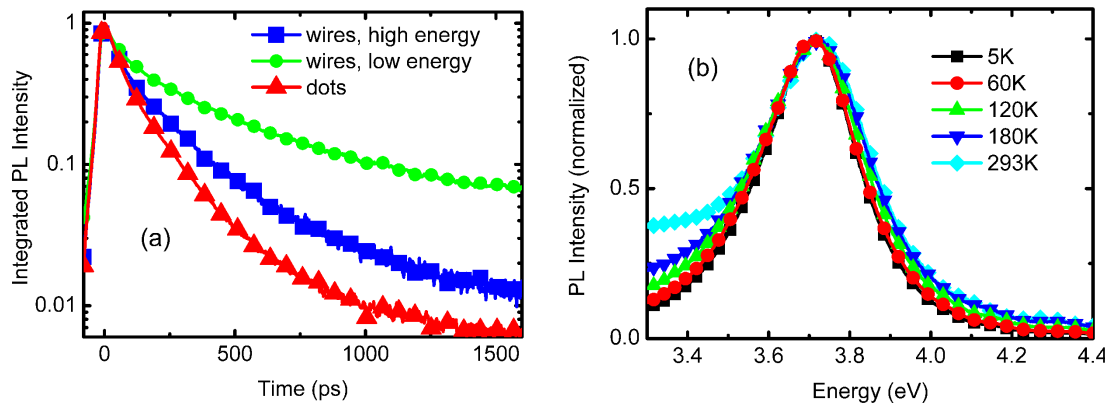 1
0.1
0.01
Integrated PL Intensity
wires, high energy
wires, low energy
dots
(a)
0
500
1000
1500
Time (ps)
1.0
0.5
0.0
PL Intensity (normalized)
(b)
5K
60K
120K
180K
293K
3.4
3.6
3.8
4.0
4.2
4.4
Energy (eV)